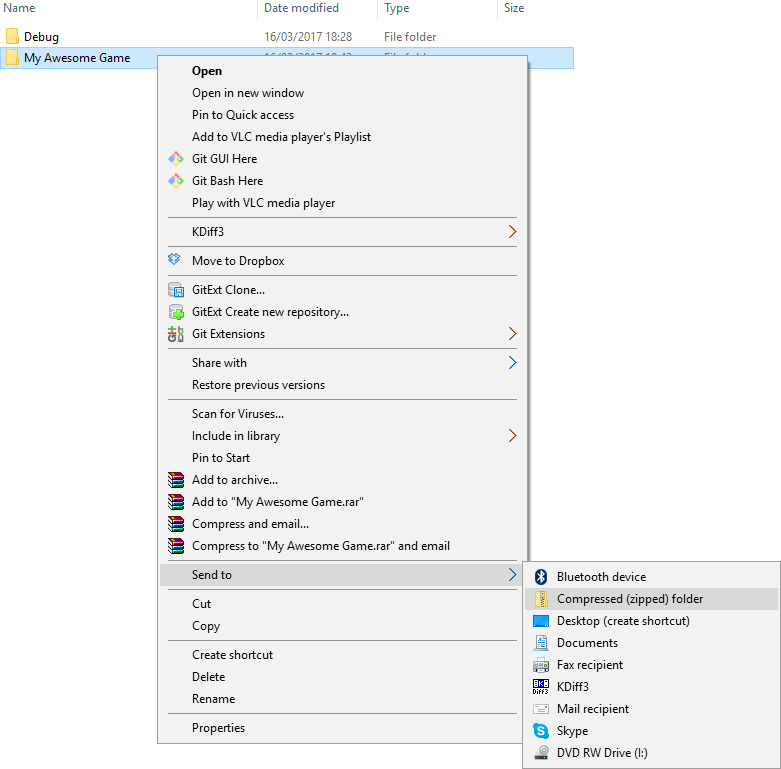 Name Date modified Type Size
Debug 16/03/2017 18:28 File folder
My Awesome Game
Open
Open in new window
Pin to Quick access
Add to VLC media player's Playlist
Git GUI Here
Git Bash Here
Play with VLC media player
KDiff3
Move to Dropbox
GitExt Clone...
GitExt Create new repository...
Git Extensions
Share with
Restore previous versions
Scan for Viruses...
Include in library
Pin to Start
Add to archive...
Add to "My Awesome Game.rar"
Compress and email...
Compress to "My Awesome Game.rar" and email
Send to
Cut
Copy
Create shortcut
Delete
Rename
Properties
Bluetooth device
Compressed (zipped) folder
Desktop (create shortcut)
Documents
Fax recipient
KDiff3
Mail recipient
Skype
DVD RW Drive (I:)